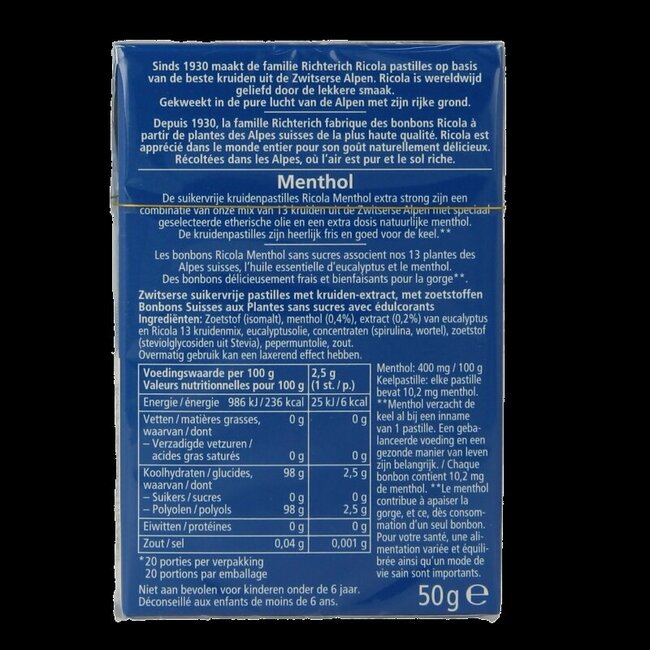 Sinds 1930 maakt de familie Richterich Ricola pastilles op basis
van de beste kruiden uit de Zwitserse Alpen. Ricola is wereldwijd
geliefd door de lekkere smaak.
Gekweekt in de pure lucht van de Alpen met zijn rijke grond.
Depuis 1930, la famille Richterich fabrique des bonbons Ricola à
partir de plantes des Alpes suisses de la plus haute qualité. Ricola est
apprécié dans le monde entier pour son goût naturellement délicieux.
Récoltées dans les Alpes, où l'air est pur et le sol riche.
Menthol
De suikervrije kruidenpastilles Ricola Menthol extra strong zijn een
combinatie van onze mix van 13 kruiden uit de Zwitserse Alpen met speciaal
geselecteerde etherische olie en een extra dosis natuurlijke menthol.
De kruidenpastilles zijn heerlijk fris en goed voor de keel.**
Les bonbons Ricola Menthol sans sucres associent nos 13 plantes des
Alpes suisses, l'huile essentielle d'eucalyptus et le menthol.
Des bonbons délicieusement frais et bienfaisants pour la gorge**.
Zwitserse suikervrije pastilles met kruiden-extract, met zoetstoffen
Bonbons Suisses aux Plantes sans sucres avec édulcorants
Ingrediënten: Zoetstof (isomalt), menthol (0,4%), extract (0,2%) van eucalyptus
en Ricola 13 kruidenmix, eucalyptusolie, concentraten (spirulina, wortel), zoetstof
(steviolglycosiden uit Stevia), pepermuntolie, zout.
Overmatig gebruik kan een laxerend effect hebben.
Voedingswaarde per 100 g 2,5 g
Valeurs nutritionnelles pour 100 g (1 st. / p.)
Energie / énergie 986 kJ / 236 kcal 25 kJ / 6 kcal
Vetten / matières grasses, 0 g 0 g
waarvan / dont
– Verzadigde vetzuren /
acides gras saturés 0 g 0 g
Koolhydraten / glucides, 98 g 2,5 g
waarvan / dont
– Suikers / sucres 0 g 0 g
– Polyolen / polyols 98 g 2,5 g
Eiwitten / protéines 0 g 0 g
Zout / sel 0,04 g 0,001 g
*20 porties per verpakking
20 portions par emballage
Menthol: 400 mg / 100 g
Keelpastille: elke pastille
bevat 10,2 mg menthol.
**Menthol verzacht de
keel al bij een inname
van 1 pastille. Een geba-
lanceerde voeding en een
gezonde manier van leven
zijn belangrijk. / Chaque
bonbon contient 10,2 mg
de menthol. **Le menthol
contribue à apaiser la
gorge, et ce, dès consom-
mation d'un seul bonbon.
Pour votre santé, une ali-
mentation variée et équili-
brée ainsi qu'un mode de
vie sain sont importants.
Niet aan bevolen voor kinderen onder de 6 jaar.
Déconseillé aux enfants de moins de 6 ans.
50 g ℮